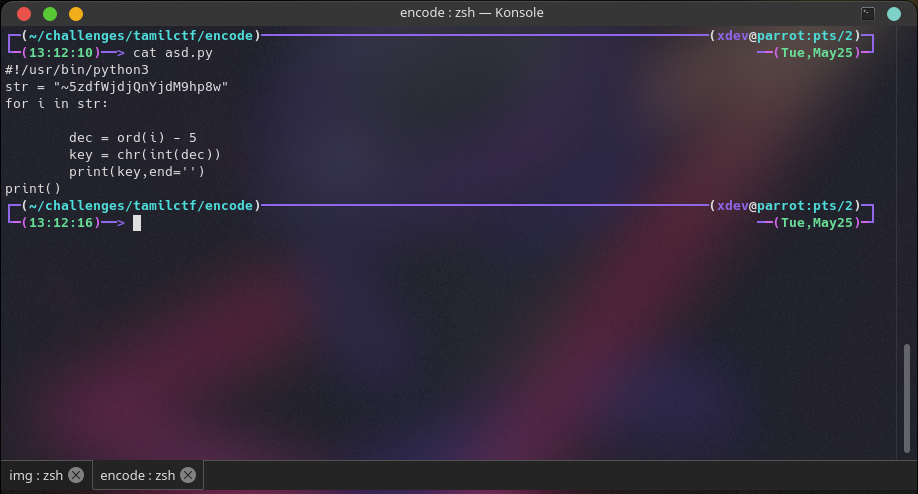 encode : zsh — Konsole
(~/challenges/tamilctf/encode) (xdev@parrot:pts/2)
(13:12:10)──> cat asd.py (Tue,May25)
#!/usr/bin/python3
str = "~5zdfWjdjQnYjdM9hp8w"
for i in str:
dec = ord(i) - 5
key = chr(int(dec))
print(key,end='')
print()
(~/challenges/tamilctf/encode) (xdev@parrot:pts/2)
(13:12:16)──> (Tue,May25)
img : zsh encode : zsh